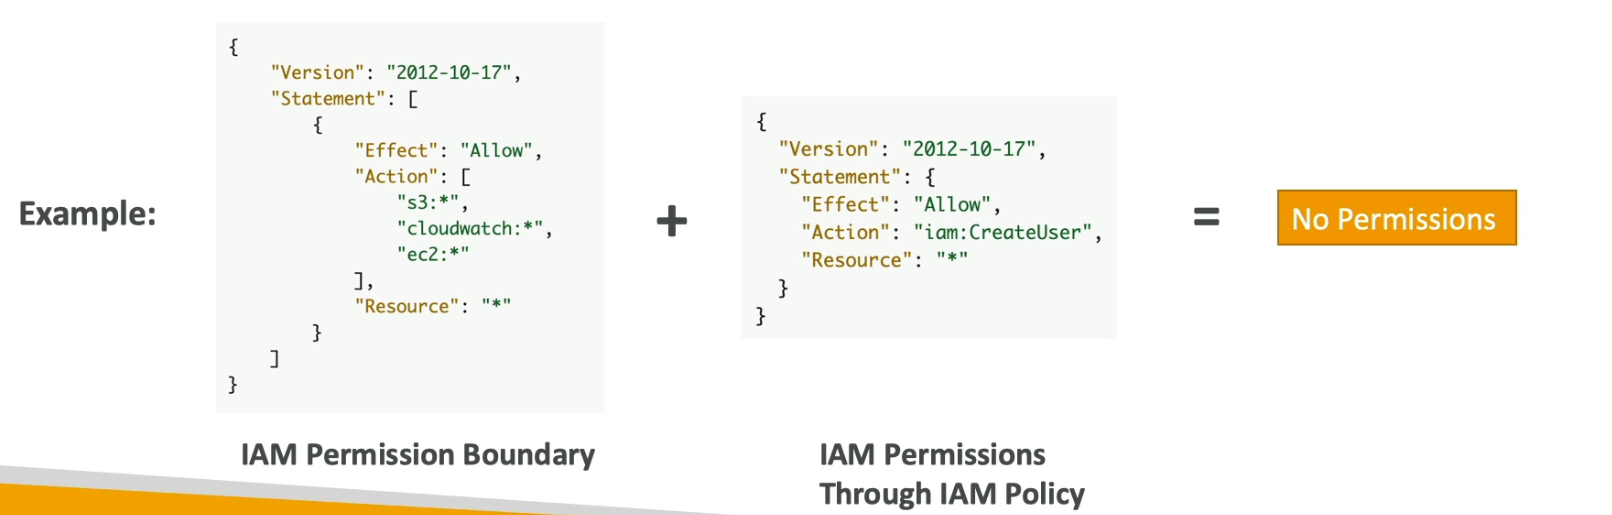 Example:
{
    "Version": "2012-10-17",
    "Statement": [
        {
            "Effect": "Allow",
            "Action": [
                "s3:*",
                "cloudwatch:*",
                "ec2:*"
            ],
            "Resource": "*"
        }
    ]
}
IAM Permission Boundary
+
{
  "Version": "2012-10-17",
  "Statement": {
    "Effect": "Allow",
    "Action": "iam:CreateUser",
    "Resource": "*"
  }
}
IAM Permissions
Through IAM Policy
=
No Permissions